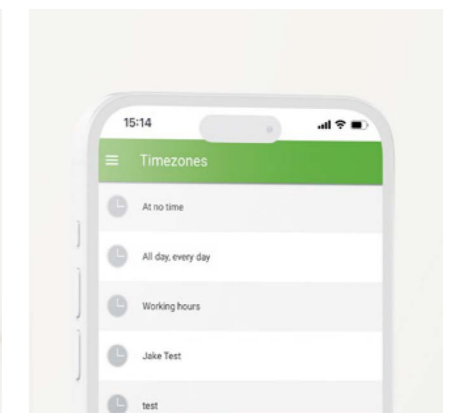 15:14
Timezones
At no time
All day, every day
Working hours
Jake Test
test